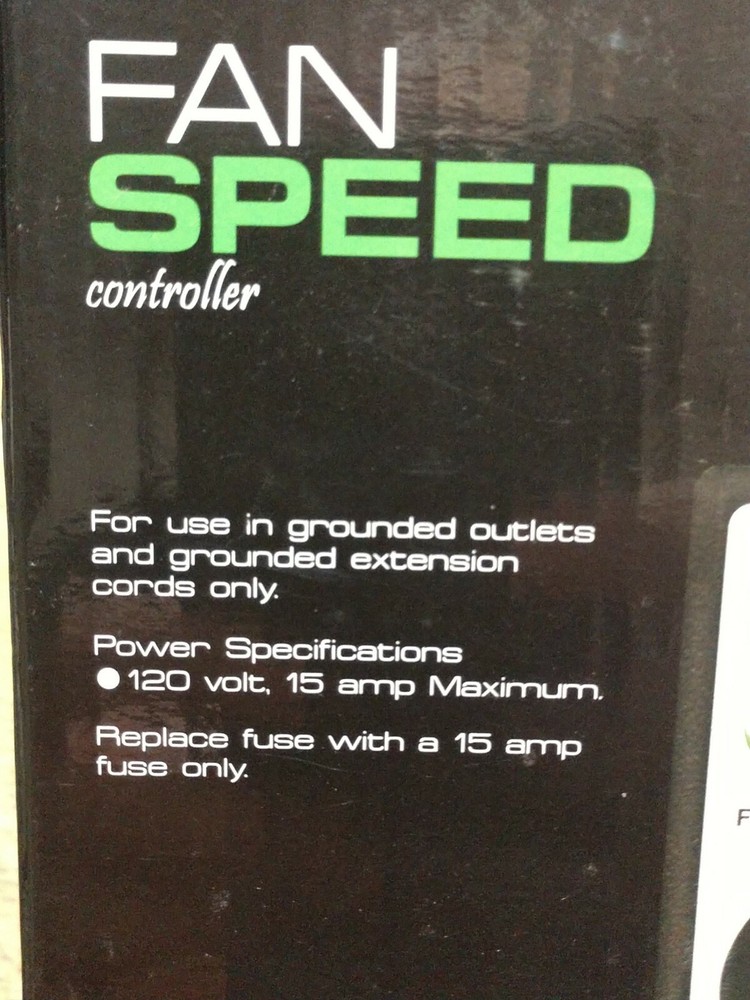 FAN
SPEED
controller
For use in grounded outlets
and grounded extension
cords only.
Power Specifications
● 120 volt, 15 amp Maximum.
Replace fuse with a 15 amp
fuse only.
F